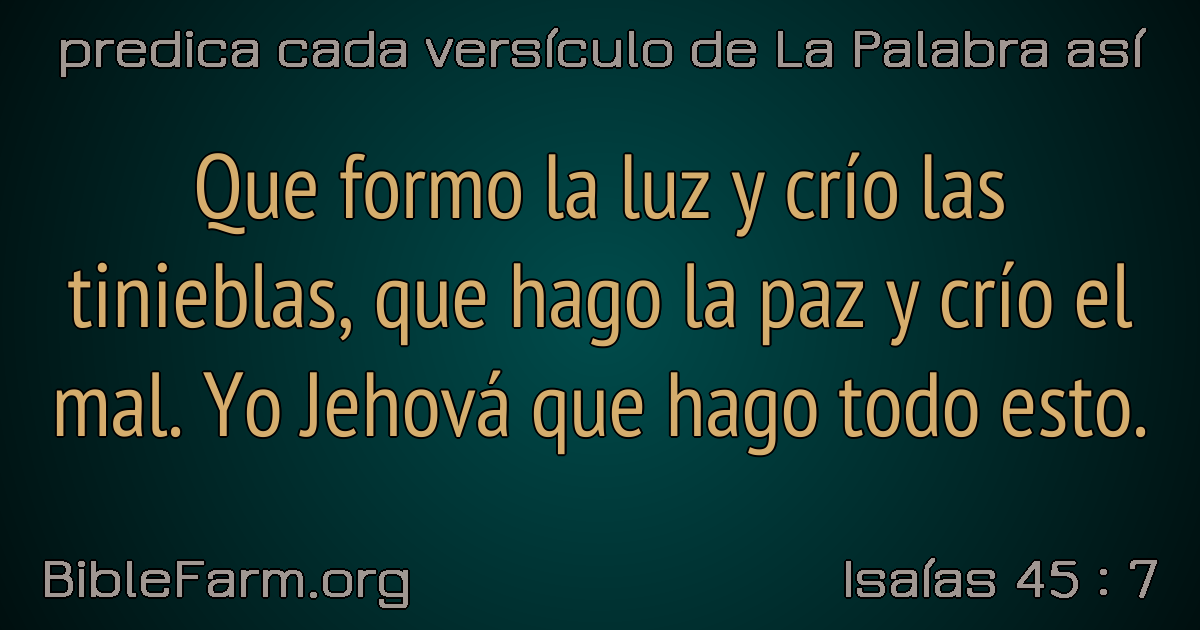 predica cada versículo de La Palabra así
Que formo la luz y crío las
tinieblas, que hago la paz y crío el
mal. Yo Jehová que hago todo esto.
BibleFarm.org
Isaías 45 : 7